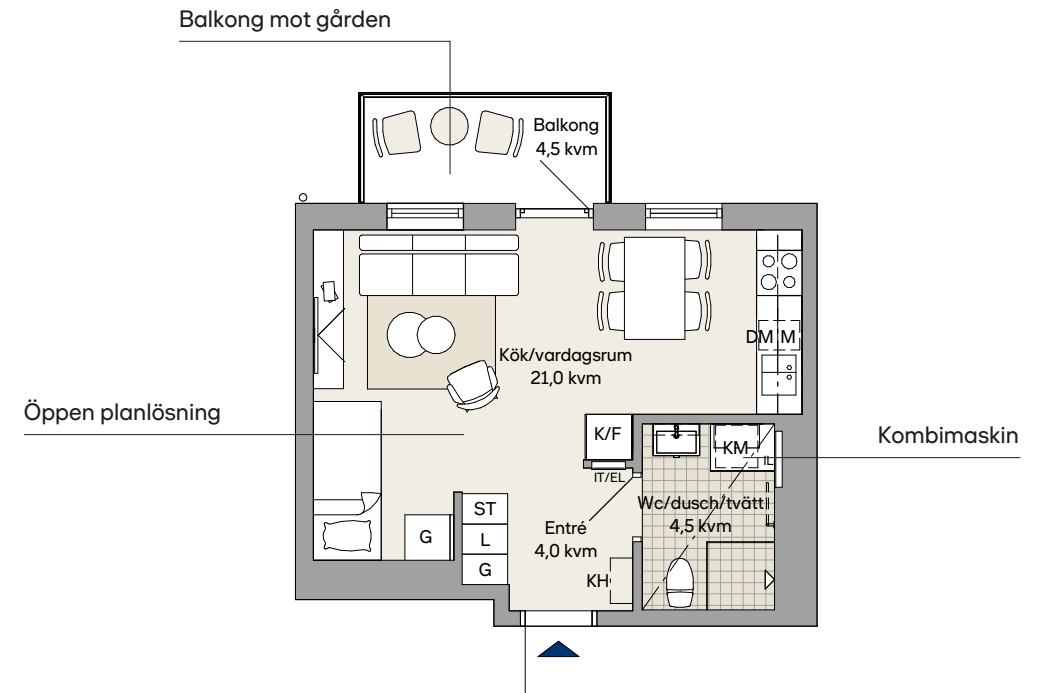 Balkong mot gården
Balkong
4,5 kvm
DM M
Kök/vardagsrum
21,0 kvm
Öppen planlösning
K/F
KM
Kombimaskin
IT/EL
ST
Wc/dusch/tvätt
4,5 kvm
Entré
4,0 kvm
G
L
G
KH